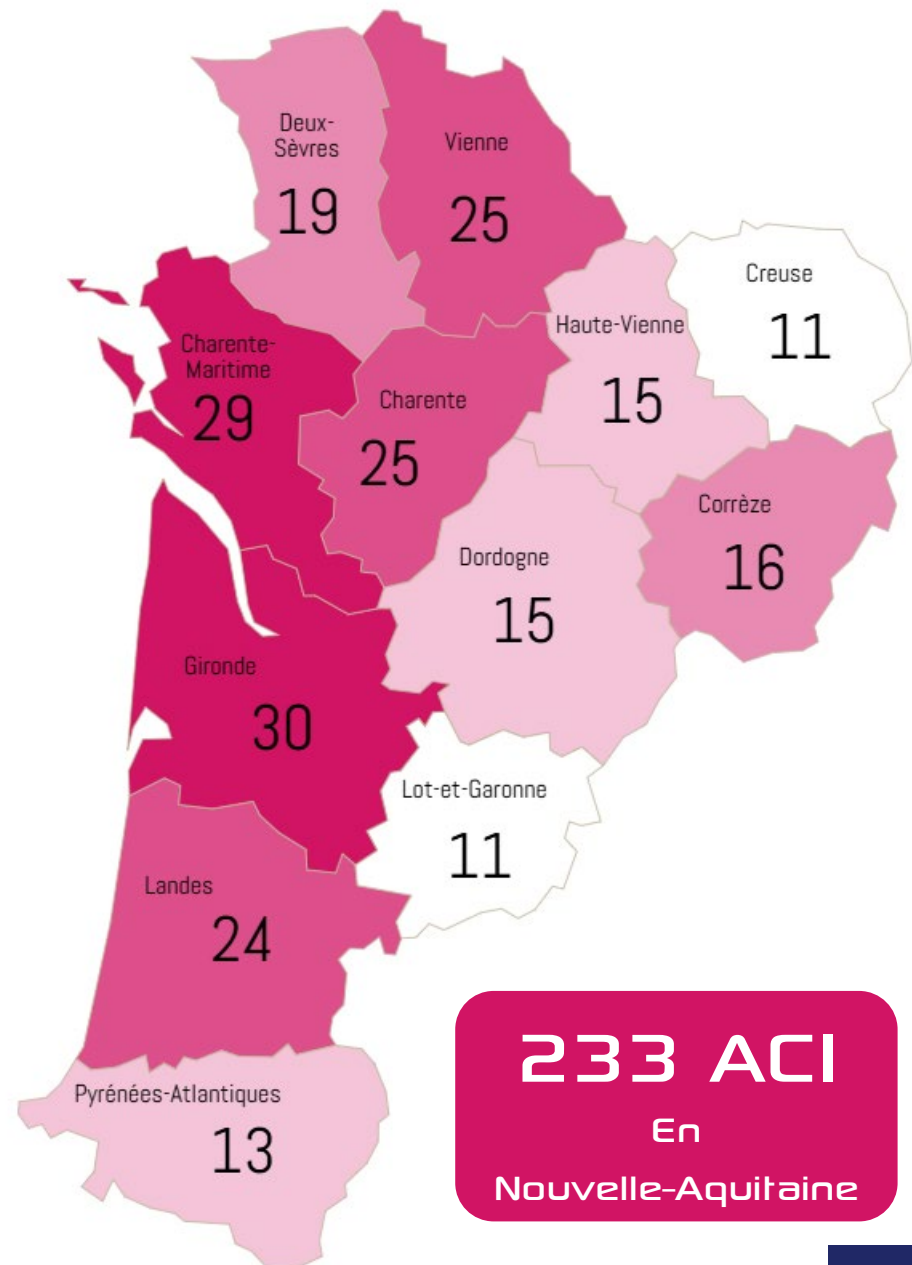 Deux-
Sèvres
19
Vienne
25
Creuse
11
Haute-Vienne
15
Charente-
Maritime
29
Charente
25
Corrèze
16
Dordogne
15
Gironde
30
Lot-et-Garonne
11
Landes
24
Pyrénées-Atlantiques
13
233 ACI
En
Nouvelle-Aquitaine